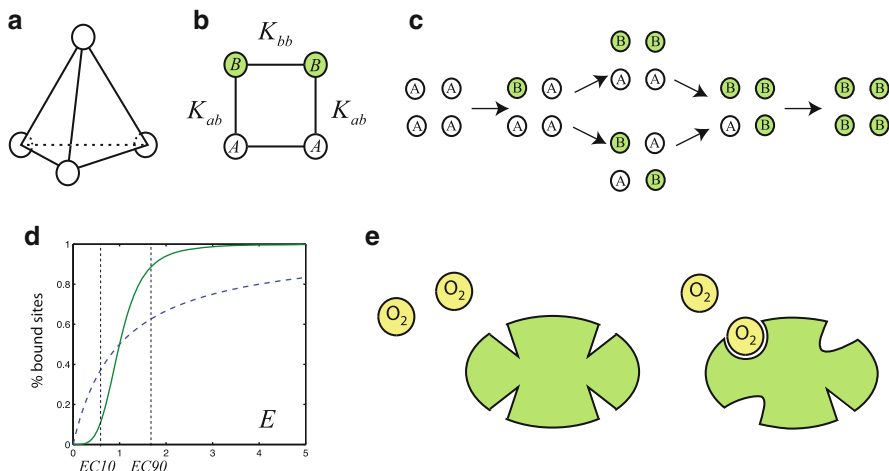 a
b
K_bb
B B
K_ab K_ab
A A
c
A A
A A
B A
A A
B B
A A
B A
A B
B B
A B
B B
B B
d
% bound sites
1
0.8
0.6
0.4
0.2
0
0 1 2 3 4 5
E
EC10 EC90
e
O₂
O₂
O₂
O₂